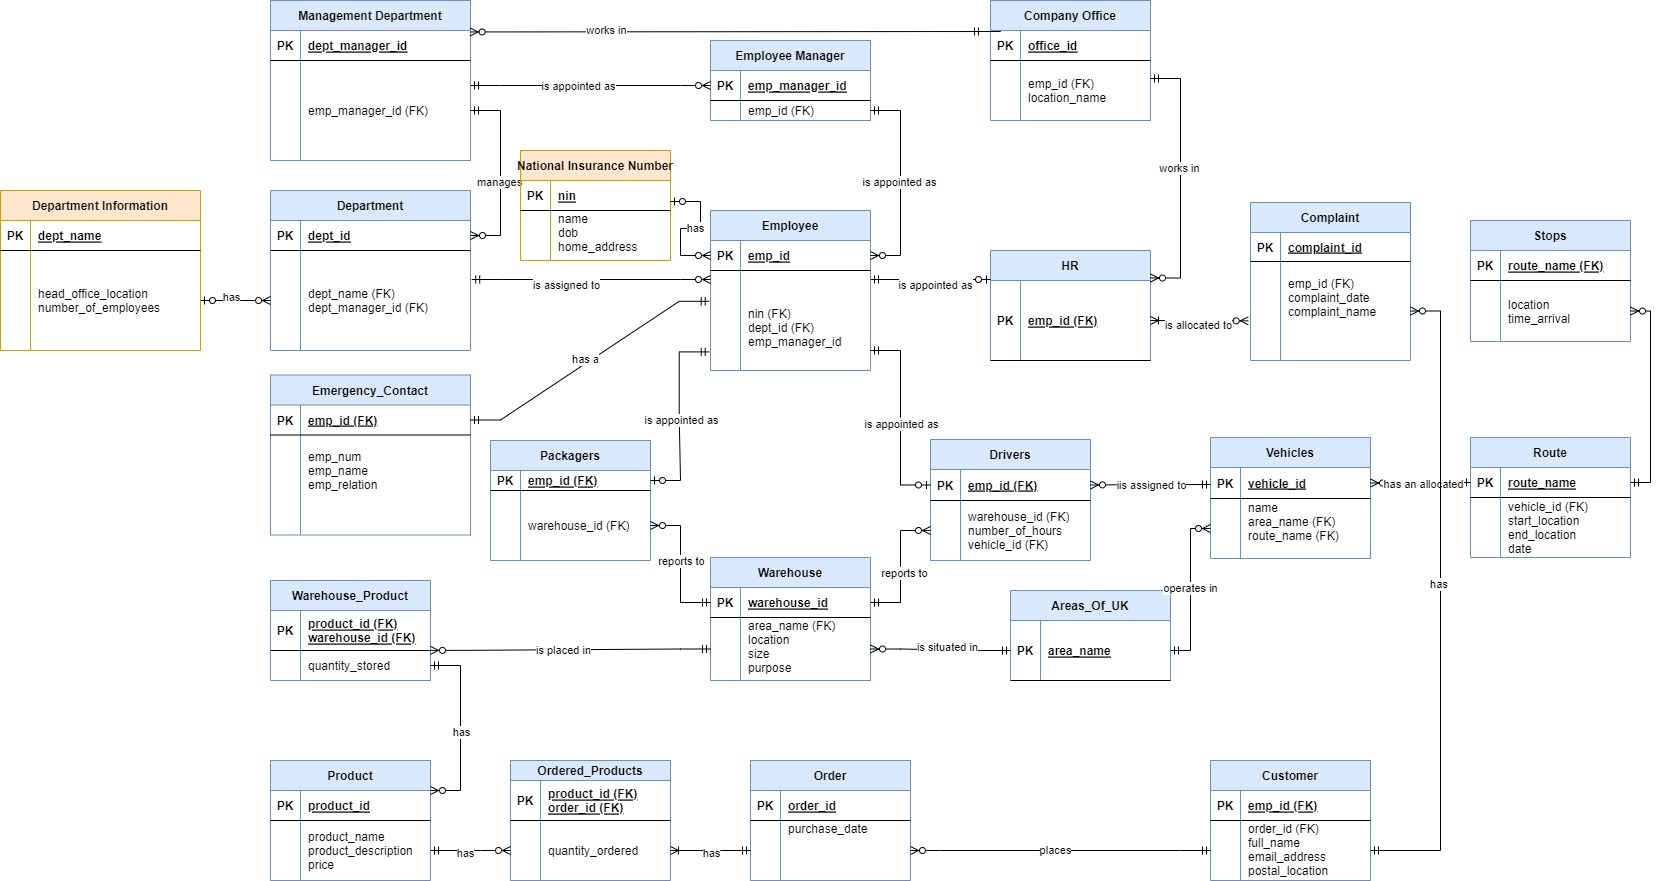 Management Department
PK dept_manager_id
emp_manager_id (FK)
works in
Company Office
PK office_id
emp_id (FK)
location_name
Employee Manager
PK emp_manager_id
emp_id (FK)
is appointed as
manages
is appointed as
works in
National Insurance Number
PK nin
name
dob
home_address
has
Department Information
PK dept_name
head_office_location
number_of_employees
has
Department
PK dept_id
dept_name (FK)
dept_manager_id (FK)
is assigned to
Employee
PK emp_id
nin (FK)
dept_id (FK)
emp_manager_id
is appointed as
HR
PK emp_id (FK)
is allocated to
Complaint
PK complaint_id
emp_id (FK)
complaint_date
complaint_name
Stops
PK route_name (FK)
location
time_arrival
has a
Emergency_Contact
PK emp_id (FK)
emp_num
emp_name
emp_relation
is appointed as
is appointed as
Packagers
PK emp_id (FK)
warehouse_id (FK)
Drivers
PK emp_id (FK)
warehouse_id (FK)
number_of_hours
vehicle_id (FK)
is assigned to
Vehicles
PK vehicle_id
name
area_name (FK)
route_name (FK)
has an allocated
Route
PK route_name
vehicle_id (FK)
start_location
end_location
date
reports to
reports to
operates in
has
Warehouse_Product
PK product_id (FK)
warehouse_id (FK)
quantity_stored
is placed in
Warehouse
PK warehouse_id
area_name (FK)
location
size
purpose
is situated in
Areas_Of_UK
PK area_name
has
Product
PK product_id
product_name
product_description
price
has
Ordered_Products
PK product_id (FK)
order_id (FK)
quantity_ordered
has
Order
PK order_id
purchase_date
places
Customer
PK emp_id (FK)
order_id (FK)
full_name
email_address
postal_location